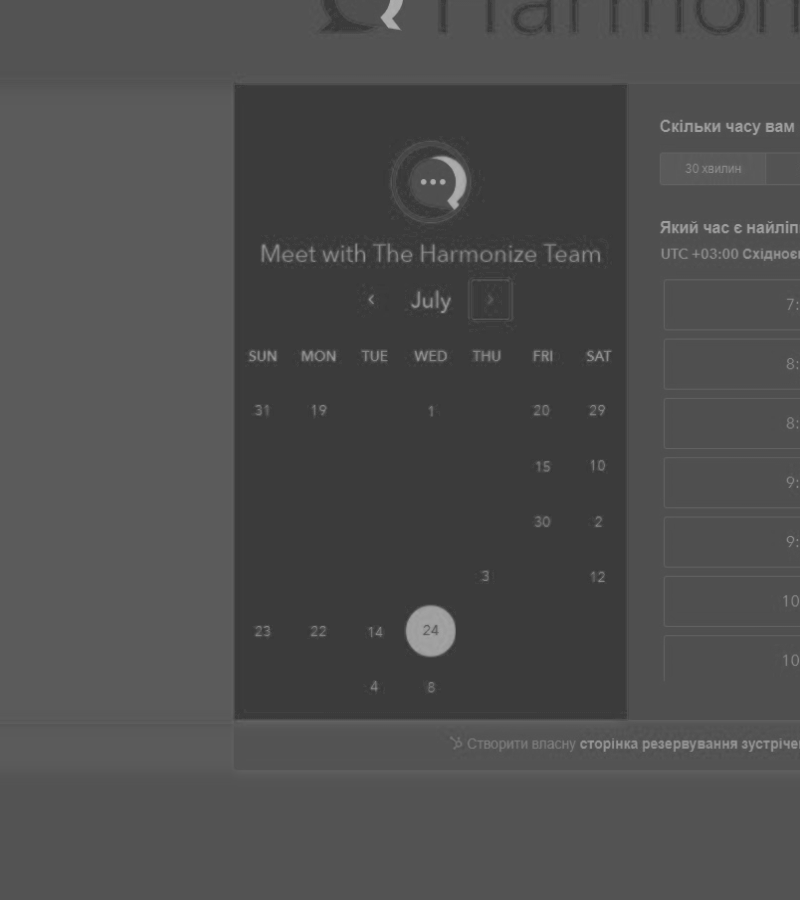 Harmon
Meet with The Harmonize Team
July
SUN MON TUE WED THU FRI SAT
31 19 1 20 29
15 10
30 2
3 12
23 22 14 24
4 8
Скільки часу вам
30 хвилин
Який час є найліп
UTC +03:00 Східноє
7:
8:
8:
9:
9:
10
10
Створити власну сторінка резервування зустріче